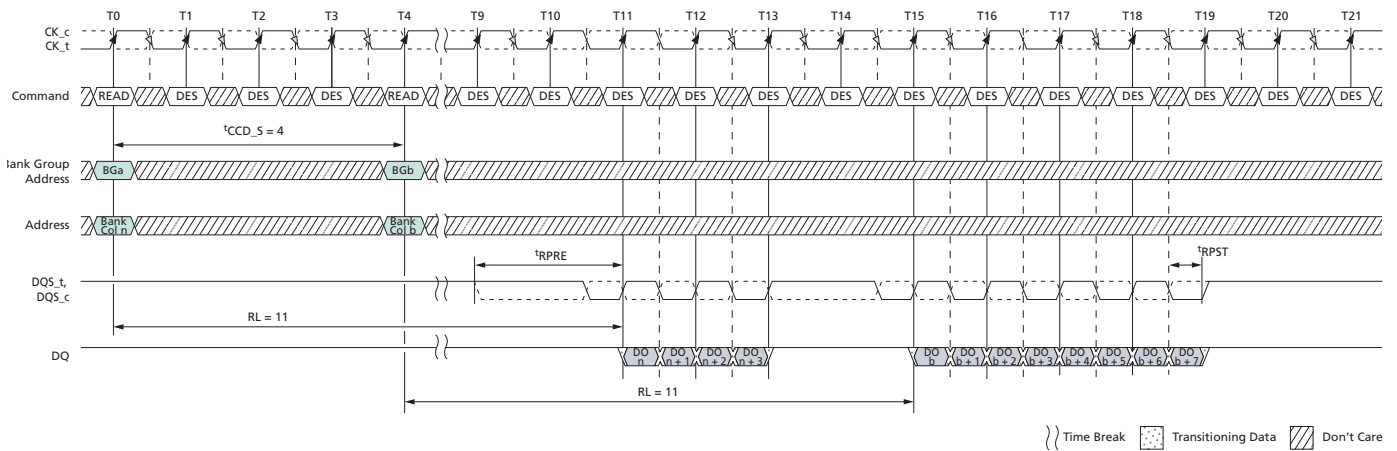 T0 T1 T2 T3 T4 T9 T10 T11 T12 T13 T14 T15 T16 T17 T18 T19 T20 T21
CK_c
CK_t
Command READ DES DES DES READ DES DES DES DES DES DES DES DES DES DES DES DES DES
tCCD_S = 4
Bank Group
Address
BGa BGb
Address
Bank
Col n
Bank
Col b
tRPRE tRPST
DQS_t,
DQS_c
RL = 11
DQ
DO
n
DO
n + 1
DO
n + 2
DO
n + 3
DO
b
DO
b + 1
DO
b + 2
DO
b + 3
DO
b + 4
DO
b + 5
DO
b + 6
DO
b + 7
RL = 11
Time Break Transitioning Data Don't Care